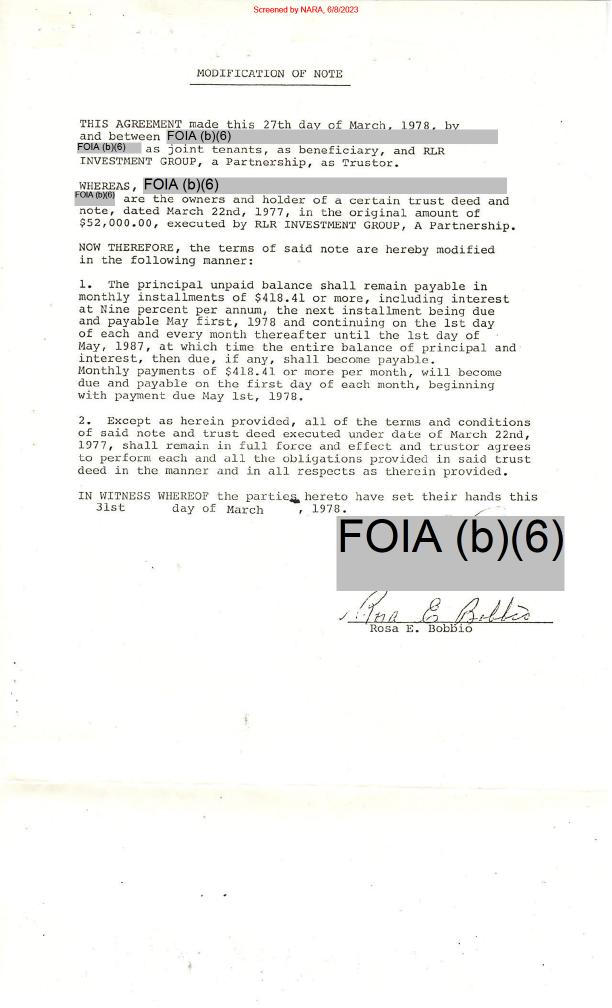 Screened by NARA, 6/8/2023
MODIFICATION OF NOTE
THIS AGREEMENT made this 27th day of March, 1978, by
and between FOIA (b)(6)
FOIA (b)(6) as joint tenants, as beneficiary, and RLR
INVESTMENT GROUP, a Partnership, as Trustor.
WHEREAS, FOIA (b)(6)
FOIA (b)(6) are the owners and holder of a certain trust deed and
note, dated March 22nd, 1977, in the original amount of
$52,000.00, executed by RLR INVESTMENT GROUP, A Partnership.
NOW THEREFORE, the terms of said note are hereby modified
in the following manner:
1. The principal unpaid balance shall remain payable in
monthly installments of $418.41 or more, including interest
at Nine percent per annum, the next installment being due
and payable May first, 1978 and continuing on the 1st day
of each and every month thereafter until the 1st day of
May, 1987, at which time the entire balance of principal and
interest, then due, if any, shall become payable.
Monthly payments of $418.41 or more per month, will become
due and payable on the first day of each month, beginning
with payment due May 1st, 1978.
2. Except as herein provided, all of the terms and conditions
of said note and trust deed executed under date of March 22nd,
1977, shall remain in full force and effect and trustor agrees
to perform each and all the obligations provided in said trust
deed in the manner and in all respects as therein provided.
IN WITNESS WHEREOF the parties hereto have set their hands this
31st day of March , 1978.
FOIA (b)(6)
Rosa E Bobbio
Rosa E. Bobbio